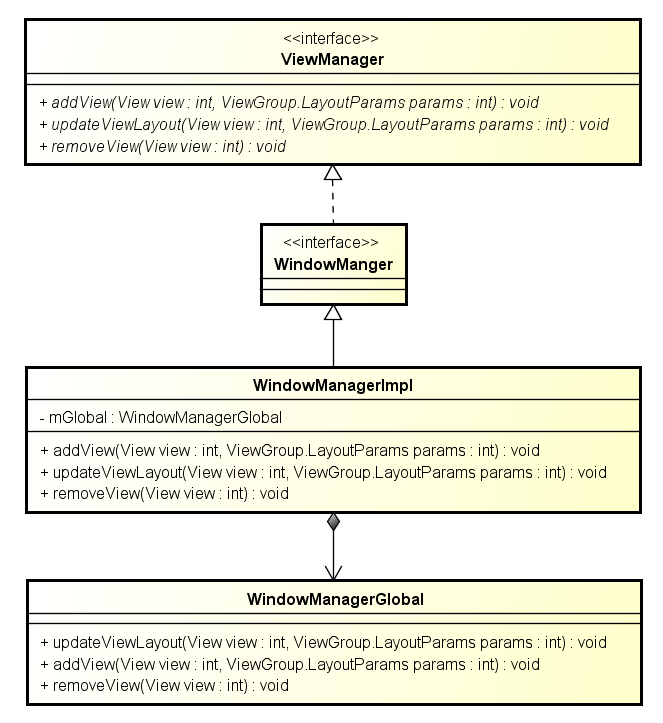 <<interface>>
ViewManager
+ addView(View view : int, ViewGroup.LayoutParams params : int) : void
+ updateViewLayout(View view : int, ViewGroup.LayoutParams params : int) : void
+ removeView(View view : int) : void
<<interface>>
WindowManger
WindowManagerImpl
- mGlobal : WindowManagerGlobal
+ addView(View view : int, ViewGroup.LayoutParams params : int) : void
+ updateViewLayout(View view : int, ViewGroup.LayoutParams params : int) : void
+ removeView(View view : int) : void
WindowManagerGlobal
+ updateViewLayout(View view : int, ViewGroup.LayoutParams params : int) : void
+ addView(View view : int, ViewGroup.LayoutParams params : int) : void
+ removeView(View view : int) : void